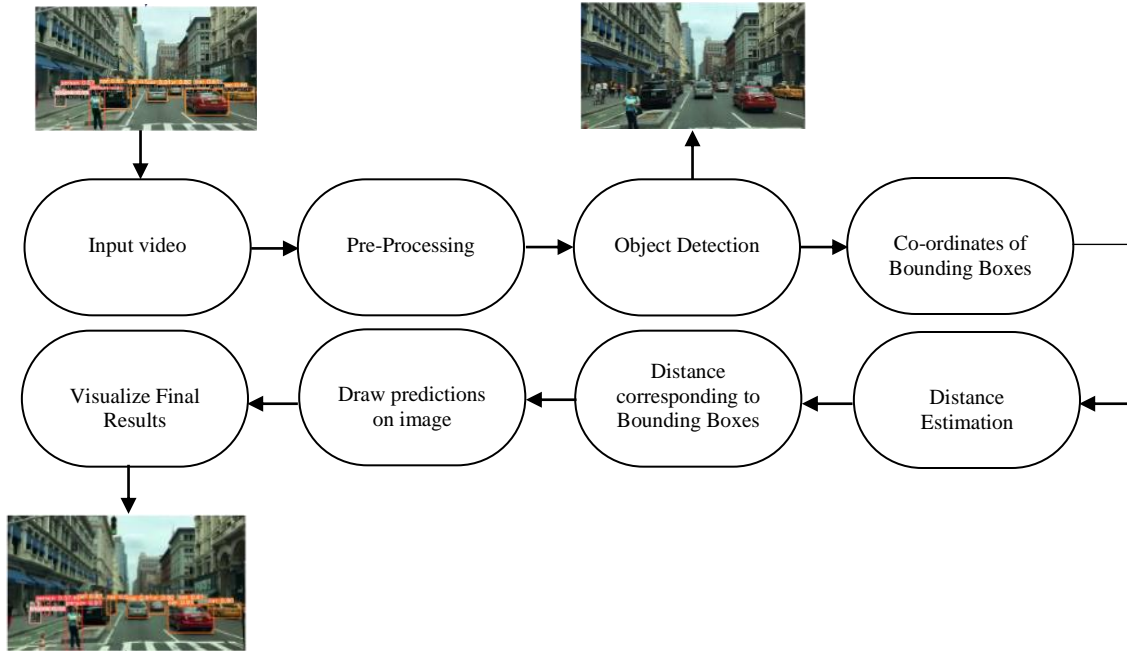 Input video
Pre-Processing
Object Detection
Co-ordinates of
Bounding Boxes
Visualize Final
Results
Draw predictions
on image
Distance
corresponding to
Bounding Boxes
Distance
Estimation